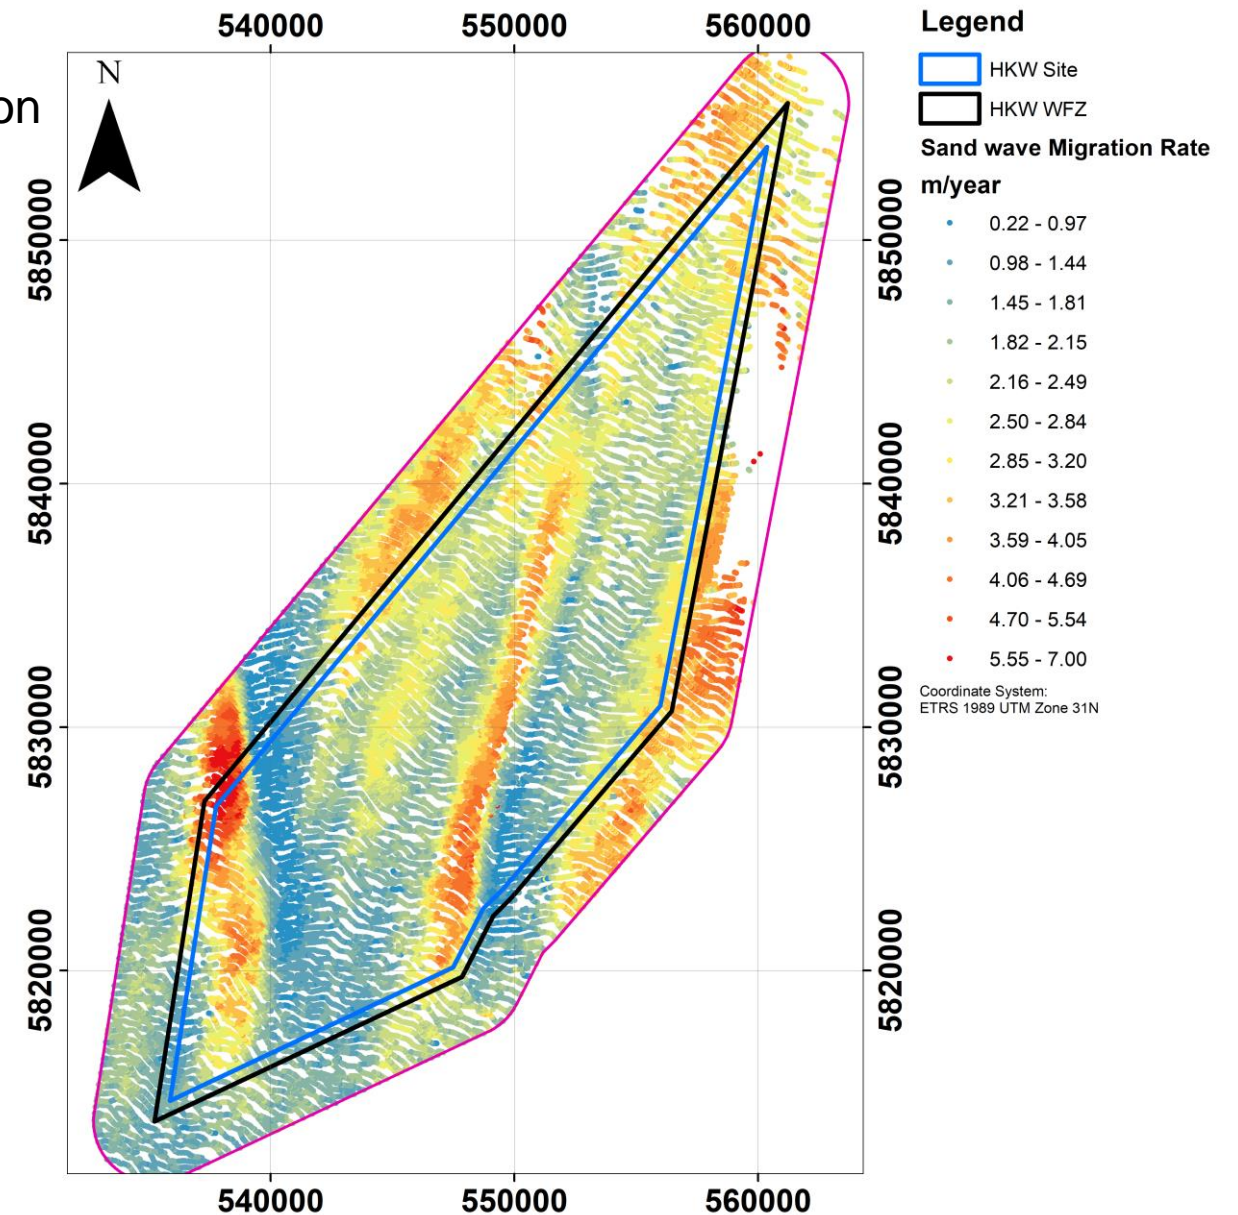 on
N
540000 550000 560000
5850000 5850000
5840000 5840000
5830000 5830000
5820000 5820000
540000 550000 560000
Legend
HKW Site
HKW WFZ
Sand wave Migration Rate
m/year
0.22 - 0.97
0.98 - 1.44
1.45 - 1.81
1.82 - 2.15
2.16 - 2.49
2.50 - 2.84
2.85 - 3.20
3.21 - 3.58
3.59 - 4.05
4.06 - 4.69
4.70 - 5.54
5.55 - 7.00
Coordinate System:
ETRS 1989 UTM Zone 31N